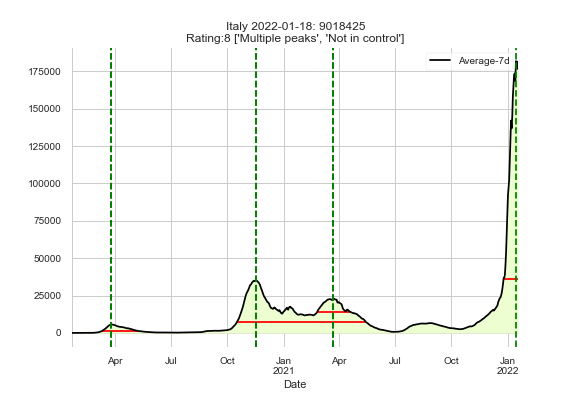 Italy 2022-01-18: 9018425
Rating:8 ['Multiple peaks', 'Not in control']
Average-7d
175000
150000
125000
100000
75000
50000
25000
0
Apr Jul Oct Jan Apr Jul Oct Jan
2021 2022
Date